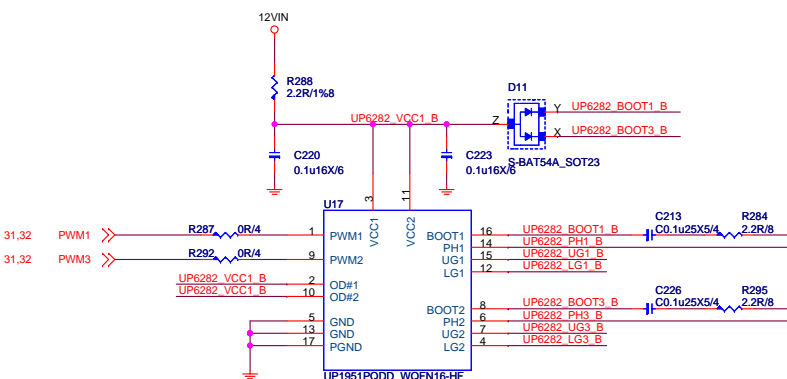 12VIN
R288
2.2R/1%8
D11
UP6282_VCC1_B
Z
Y
UP6282_BOOT1_B
X
UP6282_BOOT3_B
S-BAT54A_SOT23
C220
0.1u16X/6
C223
0.1u16X/6
U17
3
11
VCC1
VCC2
31,32 PWM1
R287 0R/4
1 PWM1
31,32 PWM3
R292 0R/4
9 PWM2
UP6282_VCC1_B
2 OD#1
UP6282_VCC1_B
10 OD#2
5 GND
13 GND
17 PGND
BOOT1 16 UP6282_BOOT1_B
PH1 14 UP6282_PH1_B
UG1 15 UP6282_UG1_B
LG1 12 UP6282_LG1_B
C213
C0.1u25X5/4
R284
2.2R/8
BOOT2 8 UP6282_BOOT3_B
PH2 6 UP6282_PH3_B
UG2 7 UP6282_UG3_B
LG2 4 UP6282_LG3_B
C226
C0.1u25X5/4
R295
2.2R/8
UP1951PQDD_WQFN16-HF